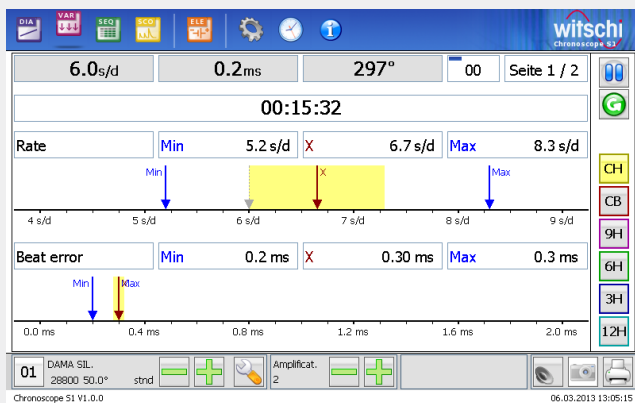 DIA VAR SEQ SCO ELE
witschi
Chronoscope S1
6.0s/d 0.2ms 297° 00 Seite 1 / 2
00:15:32
Rate Min 5.2 s/d X 6.7 s/d Max 8.3 s/d
Min X Max
4 s/d 5 s/d 6 s/d 7 s/d 8 s/d 9 s/d
Beat error Min 0.2 ms X 0.30 ms Max 0.3 ms
Min Max
0.0 ms 0.4 ms 0.8 ms 1.2 ms 1.6 ms 2.0 ms
CH
CB
9H
6H
3H
12H
01 DAMA SIL. Amplificat.
28800 50.0° stnd 2
Chronoscope S1 V1.0.0 06.03.2013 13:05:15